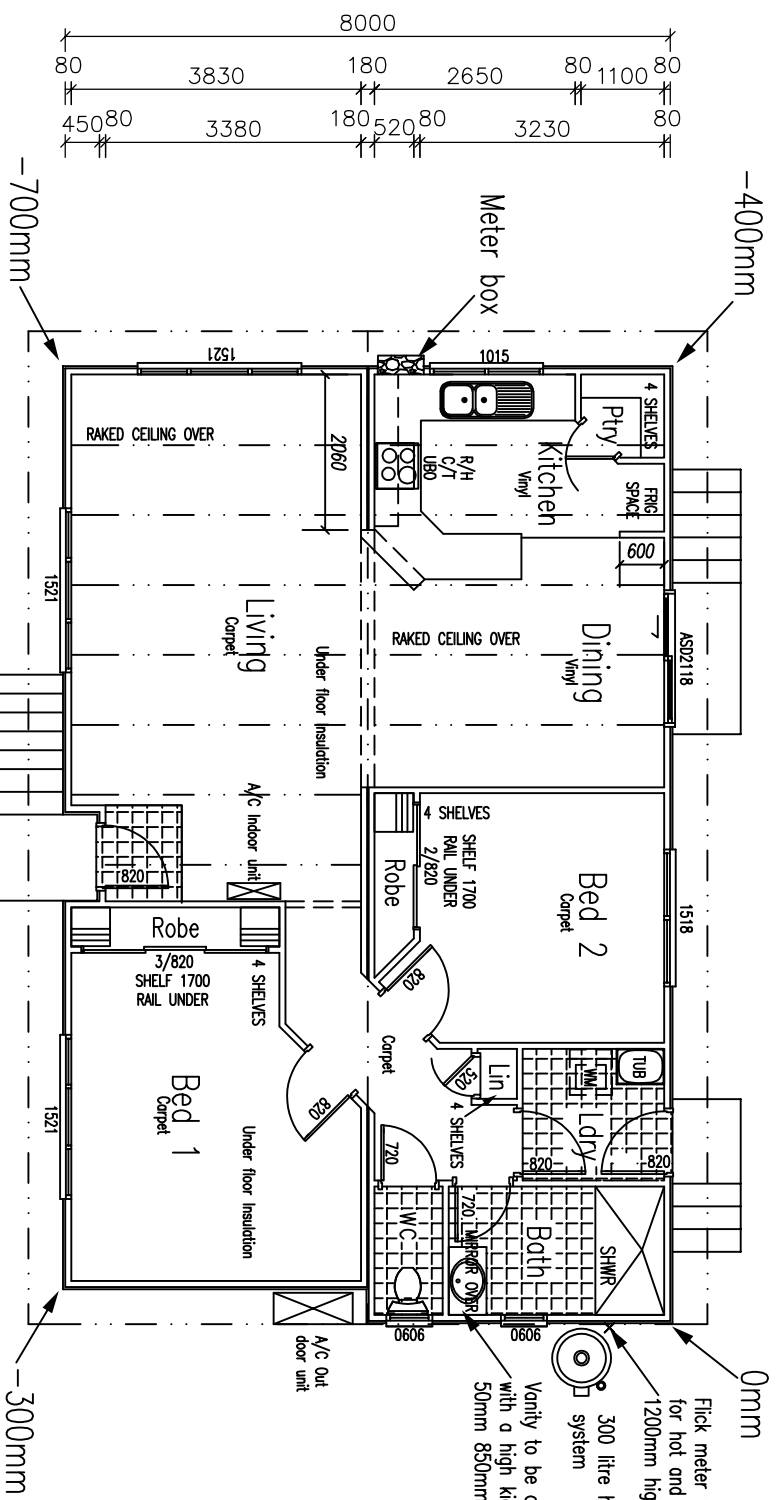 8000
80
3830
180
2650
80
1100
80
450
80
3380
180
520
80
3230
80
-700mm
-400mm
Meter box
1521
1015
RAKED CEILING OVER
2060
R/H
C/T
UBO
Kitchen
Vinyl
Ptry.
4 SHELVES
FRIG
SPACE
600
1521
Living
Carpet
Under floor Insulation
RAKED CEILING OVER
Dining
Vinyl
ASD2118
A/C Indoor unit
820
4 SHELVES
SHELF 1700
RAIL UNDER
2/820
Robe
Bed 2
Carpet
1518
Robe
3/820
SHELF 1700
RAIL UNDER
4 SHELVES
820
Carpet
520
Lin
4 SHELVES
TUB
WM
Ldry
820
820
1521
Bed 1
Carpet
820
Under floor Insulation
720
WC
720
MIRROR OVER
Bath
SHWR
0606
0606
A/C Out
door unit
Vanity to be
with a high
50mm 850mm
300 litre
system
Flick meter
for hot and
1200mm
0mm
-300mm